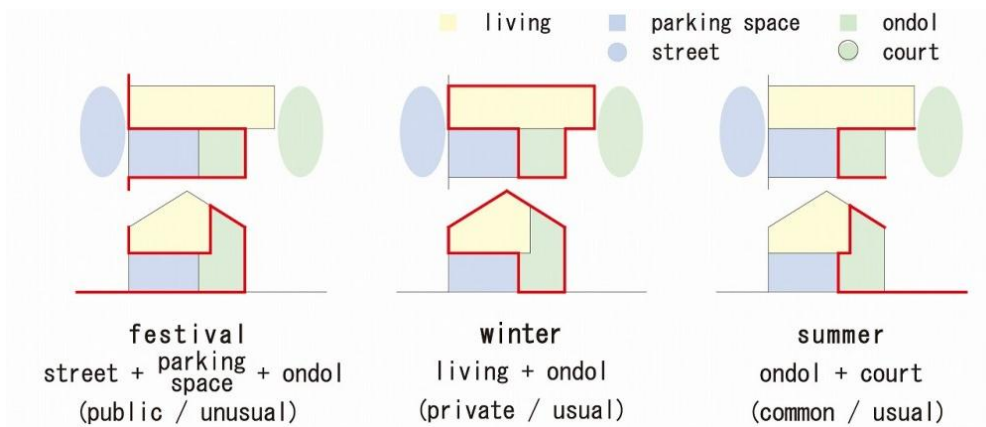 living parking space ondol
street court
festival winter summer
street + parking space + ondol living + ondol ondol + court
(public / unusual) (private / usual) (common / usual)